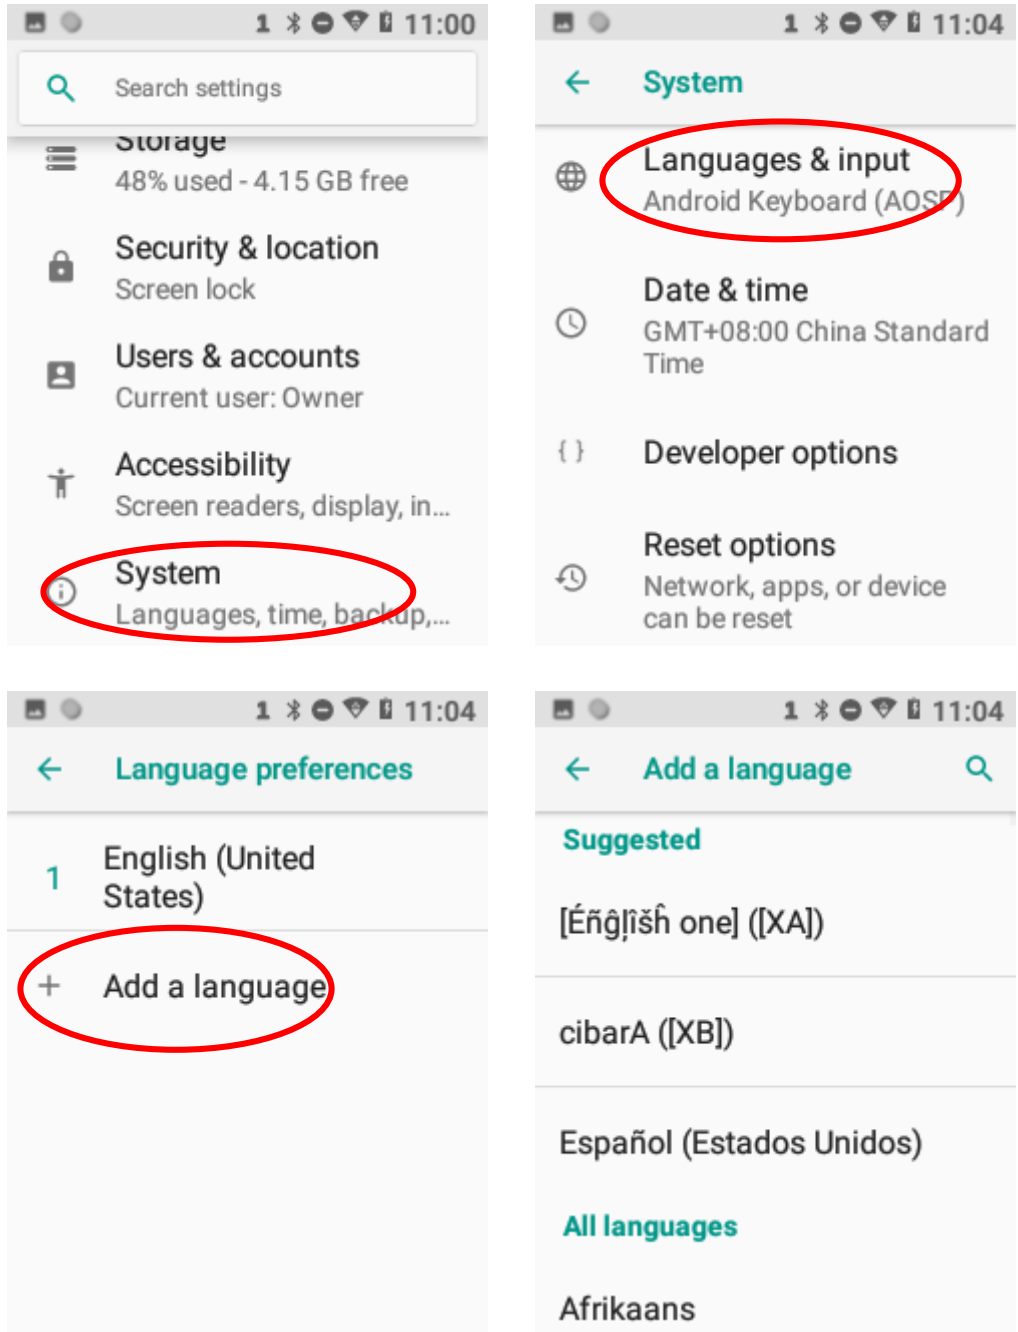 1 11:00
Search settings
Storage
48% used - 4.15 GB free
Security & location
Screen lock
Users & accounts
Current user: Owner
Accessibility
Screen readers, display, in...
System
Languages, time, backup,...
1 11:04
System
Languages & input
Android Keyboard (AOSP)
Date & time
GMT+08:00 China Standard
Time
{ } Developer options
Reset options
Network, apps, or device
can be reset
1 11:04
Language preferences
1 English (United
States)
+ Add a language
1 11:04
Add a language
Suggested
[Éñĝļîšĥ one] ([XA])
cibarA ([XB])
Español (Estados Unidos)
All languages
Afrikaans